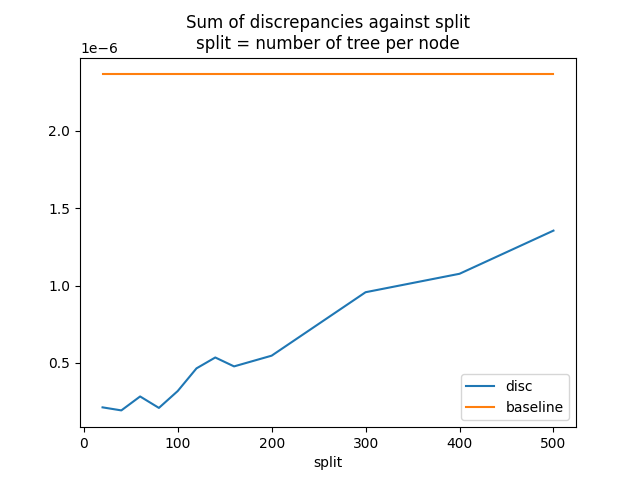 Sum of discrepancies against split
split = number of tree per node
1e−6
2.0
1.5
1.0
0.5
0
100
200
300
400
500
split
disc
baseline